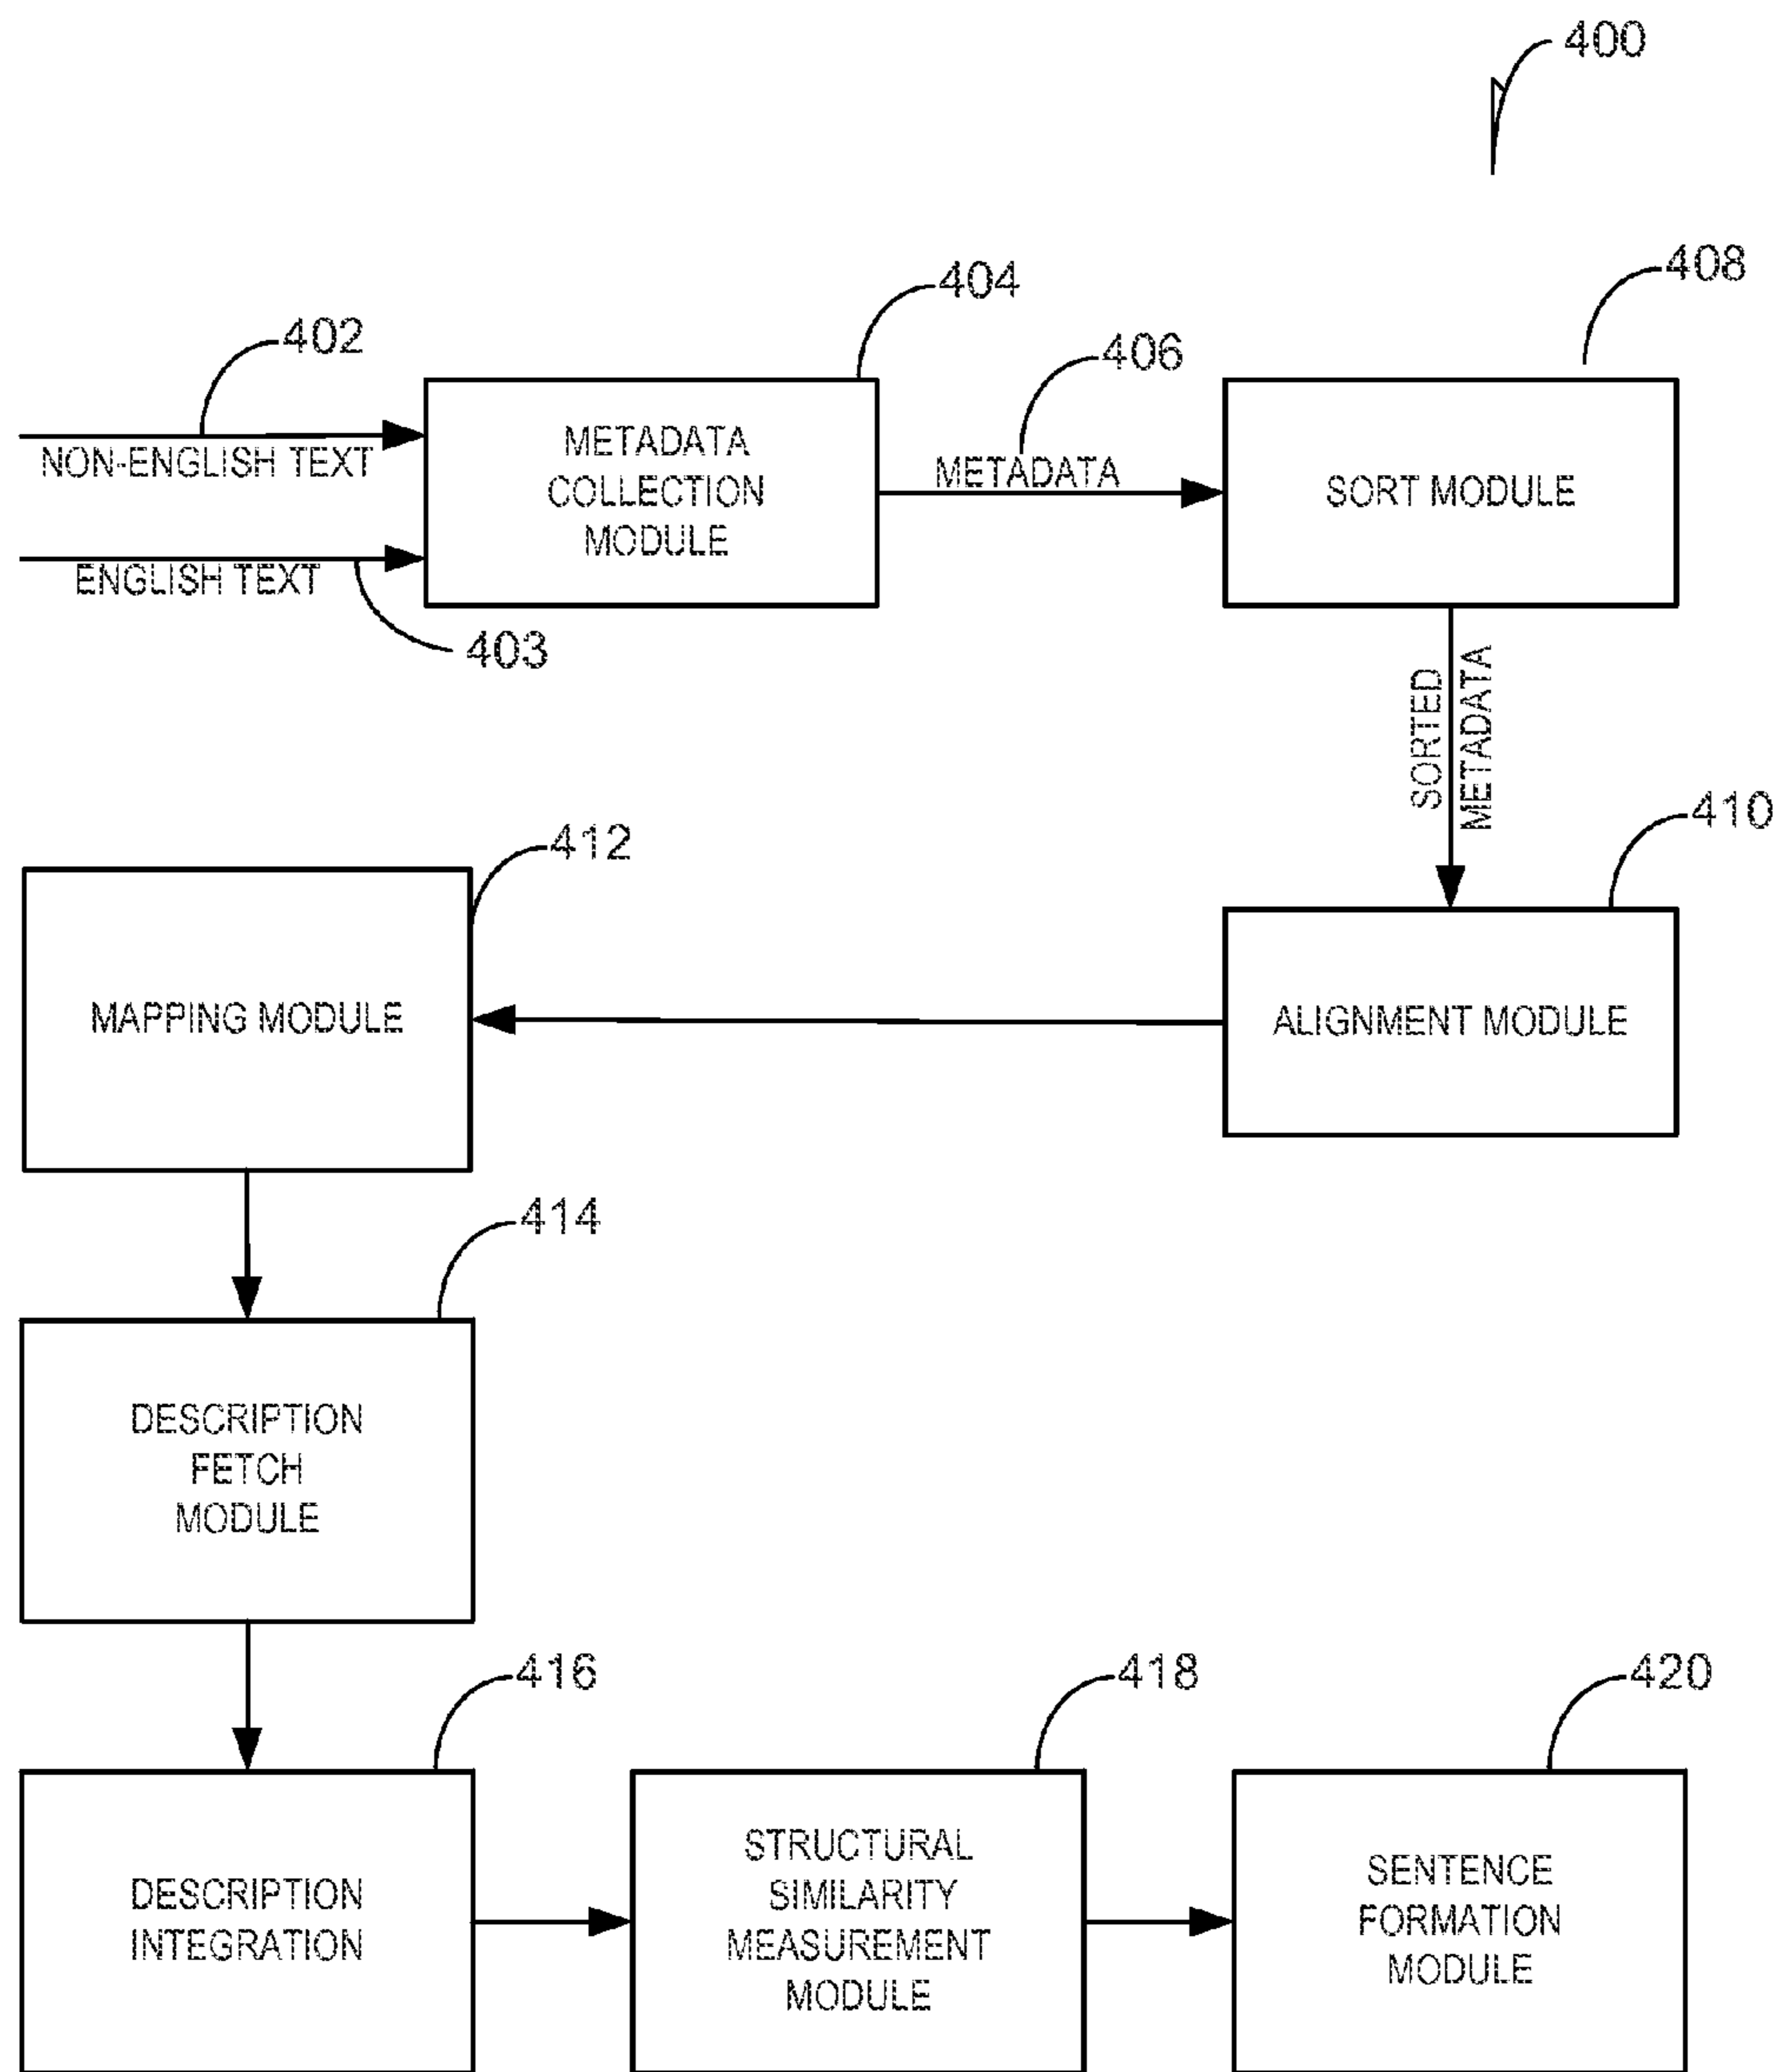 400
408
404
402
406
NON-ENGLISH TEXT
METADATA
COLLECTION
MODULE
METADATA
SORT MODULE
ENGLISH TEXT
403
SORTED
METADATA
410
412
MAPPING MODULE
ALIGNMENT MODULE
414
DESCRIPTION
FETCH
MODULE
416
418
420
DESCRIPTION
INTEGRATION
STRUCTURAL
SIMILARITY
MEASUREMENT
MODULE
SENTENCE
FORMATION
MODULE